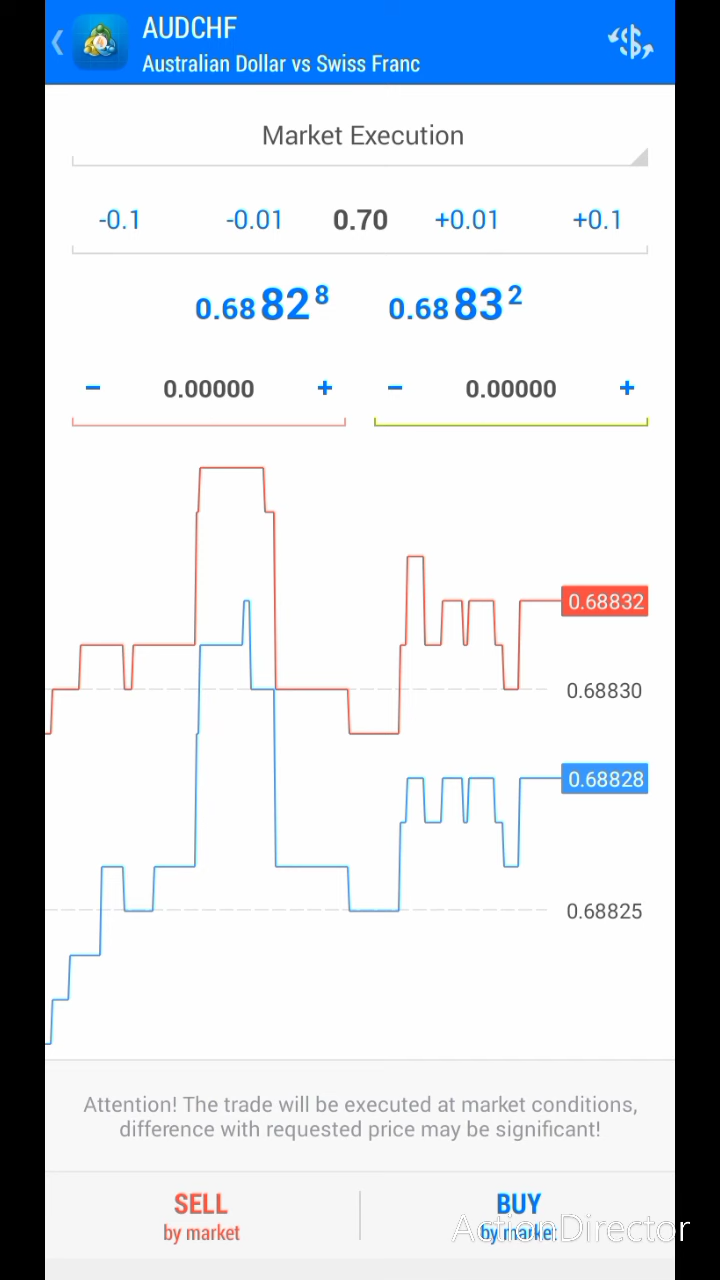 AUDCHF
Australian Dollar vs Swiss Franc
Market Execution
-0.1 -0.01 0.70 +0.01 +0.1
0.68828 0.68832
− 0.00000 + − 0.00000 +
0.68832
0.68830
0.68828
0.68825
Attention! The trade will be executed at market conditions,
difference with requested price may be significant!
SELL BUY
by market by market
ActionDirector